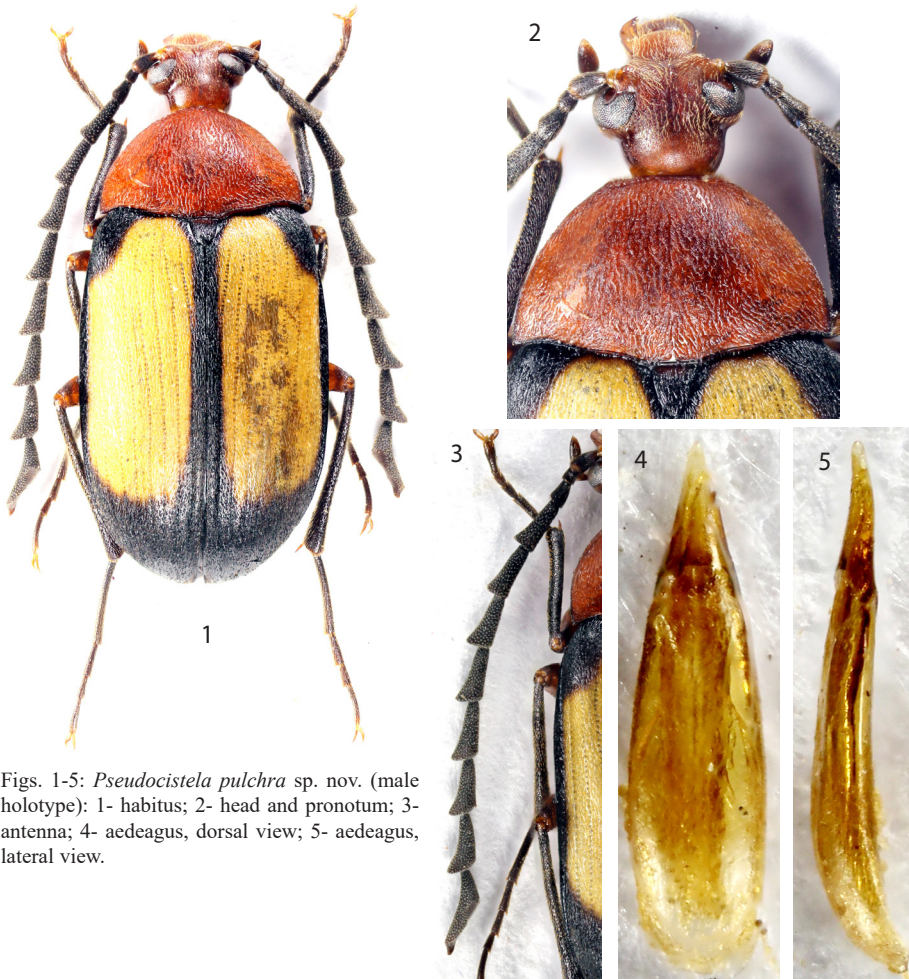 2
3
4
5
1
Figs. 1-5: Pseudocistela pulchra sp. nov. (male
holotype): 1- habitus; 2- head and pronotum; 3-
antenna; 4- aedeagus, dorsal view; 5- aedeagus,
lateral view.